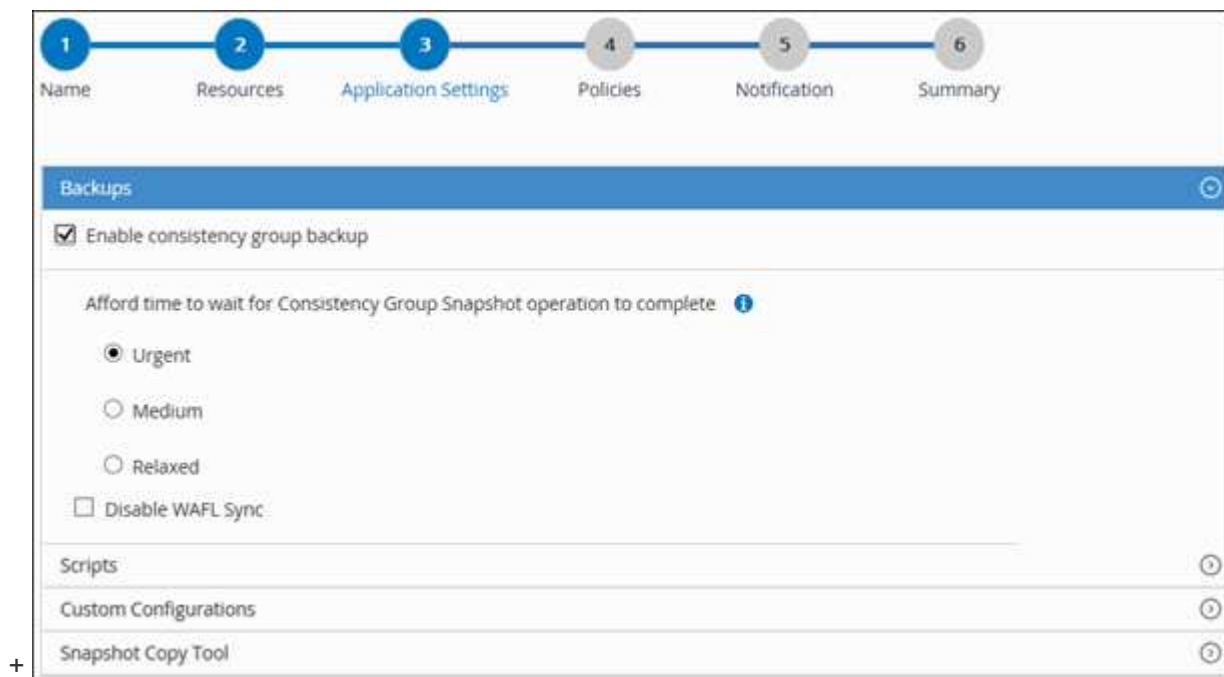 1 2 3 4 5 6
Name Resources Application Settings Policies Notification Summary
Backups
Enable consistency group backup
Afford time to wait for Consistency Group Snapshot operation to complete
Urgent
Medium
Relaxed
Disable WAFL Sync
Scripts
Custom Configurations
Snapshot Copy Tool
+